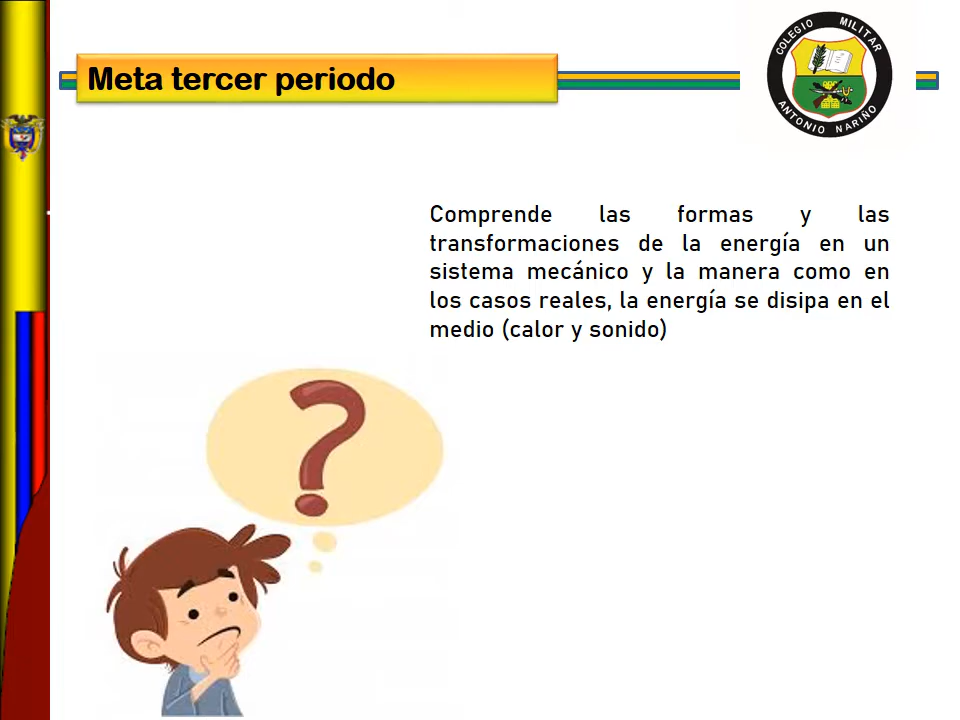 Meta tercer periodo
COLEGIO MILITAR
ANTONIO NARIÑO
Comprende las formas y las
transformaciones de la energía en un
sistema mecánico y la manera como en
los casos reales, la energía se disipa en el
medio (calor y sonido)
?